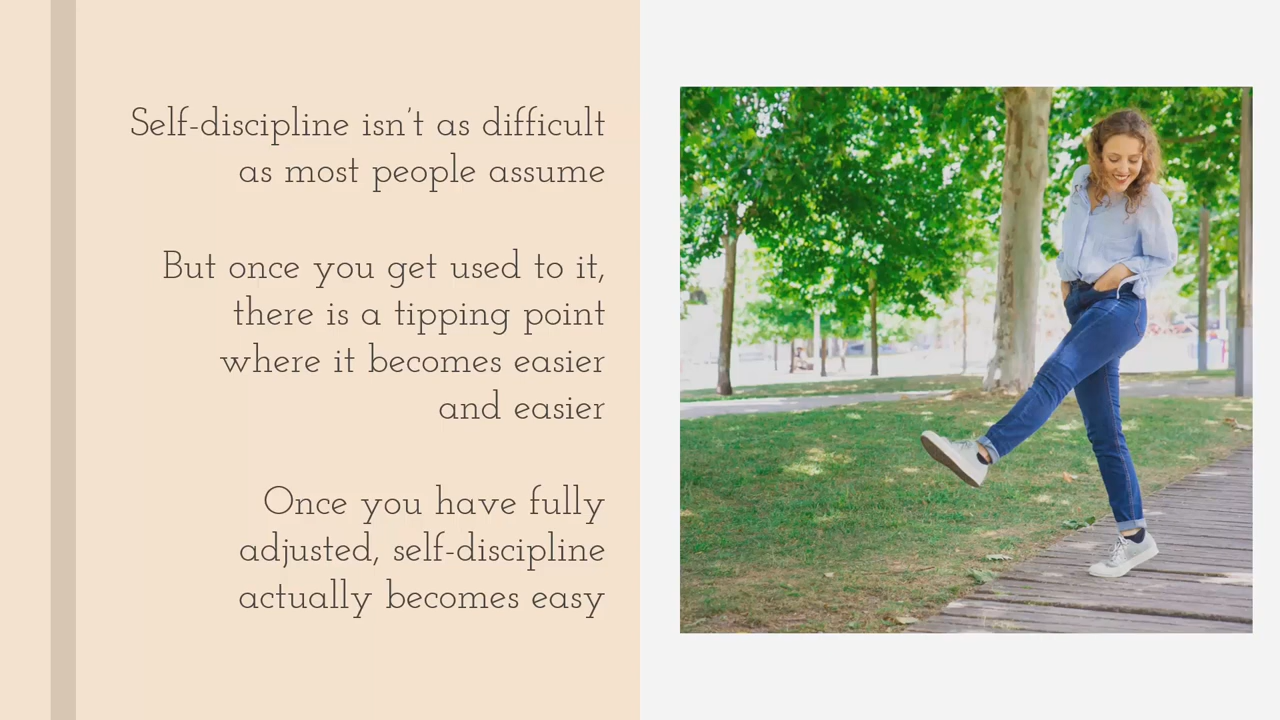 Self-discipline isn't as difficult
as most people assume
But once you get used to it,
there is a tipping point
where it becomes easier
and easier
Once you have fully
adjusted, self-discipline
actually becomes easy